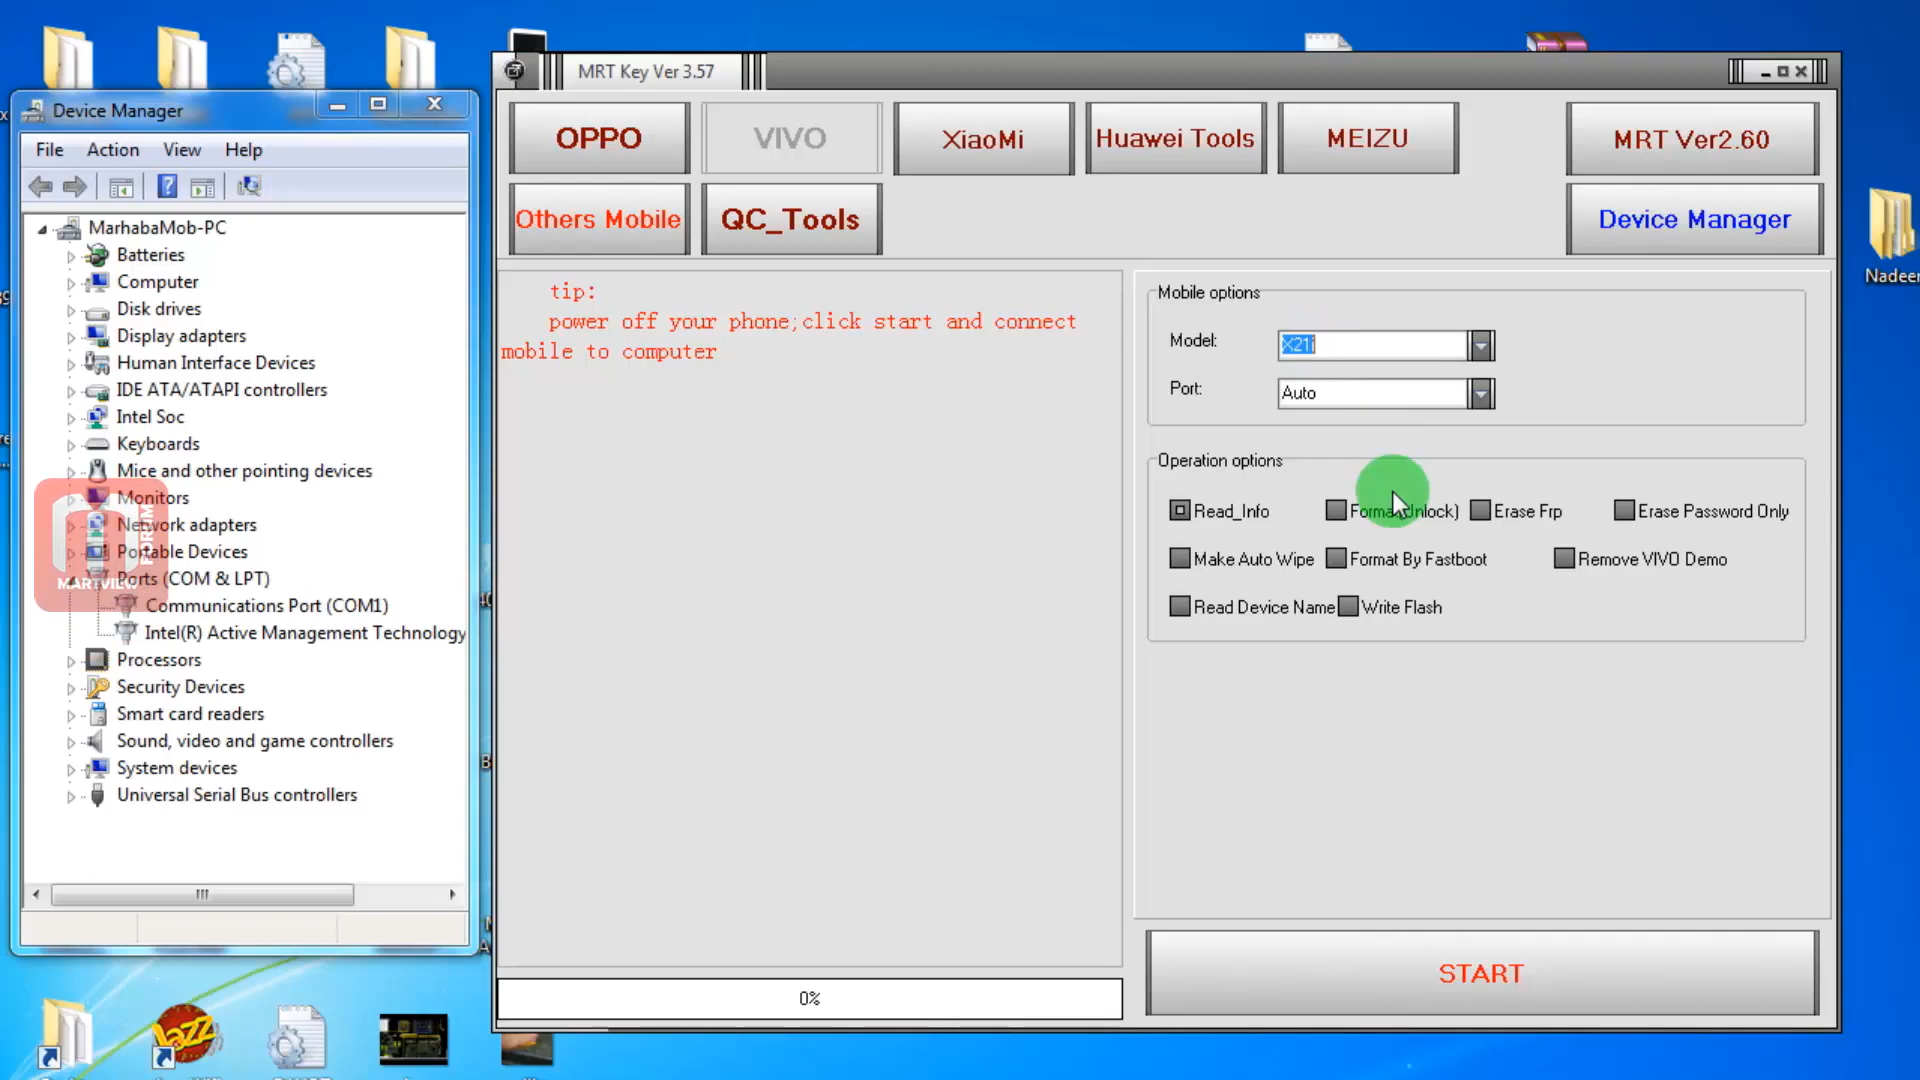 Device Manager
File Action View Help
MarhabaMob-PC
Batteries
Computer
Disk drives
Display adapters
Human Interface Devices
IDE ATA/ATAPI controllers
Intel Soc
Keyboards
Mice and other pointing devices
Monitors
Network adapters
Portable Devices
Ports (COM & LPT)
Communications Port (COM1)
Intel(R) Active Management Technology
Processors
Security Devices
Smart card readers
Sound, video and game controllers
System devices
Universal Serial Bus controllers
MARTVIEW
FORUM
MRT Key Ver 3.57
OPPO VIVO XiaoMi Huawei Tools MEIZU MRT Ver2.60
Others Mobile QC_Tools Device Manager
tip:
power off your phone;click start and connect
mobile to computer
0%
Mobile options
Model: X21i
Port: Auto
Operation options
Read_Info Erase Frp Erase Password Only
Make Auto Wipe Format By Fastboot Remove VIVO Demo
Read Device Name Write Flash
START
Nadeer
Jazz